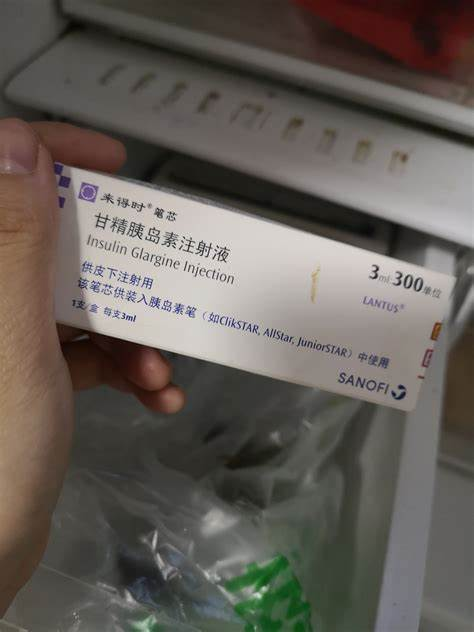 来得时®笔芯
甘精胰岛素注射液
Insulin Glargine Injection
3ml:300单位
LANTUS®
供皮下注射用
该笔芯供装入胰岛素笔（如ClikSTAR, AllStar, JuniorSTAR）中使用
1支/盒 每支3ml
SANOFI